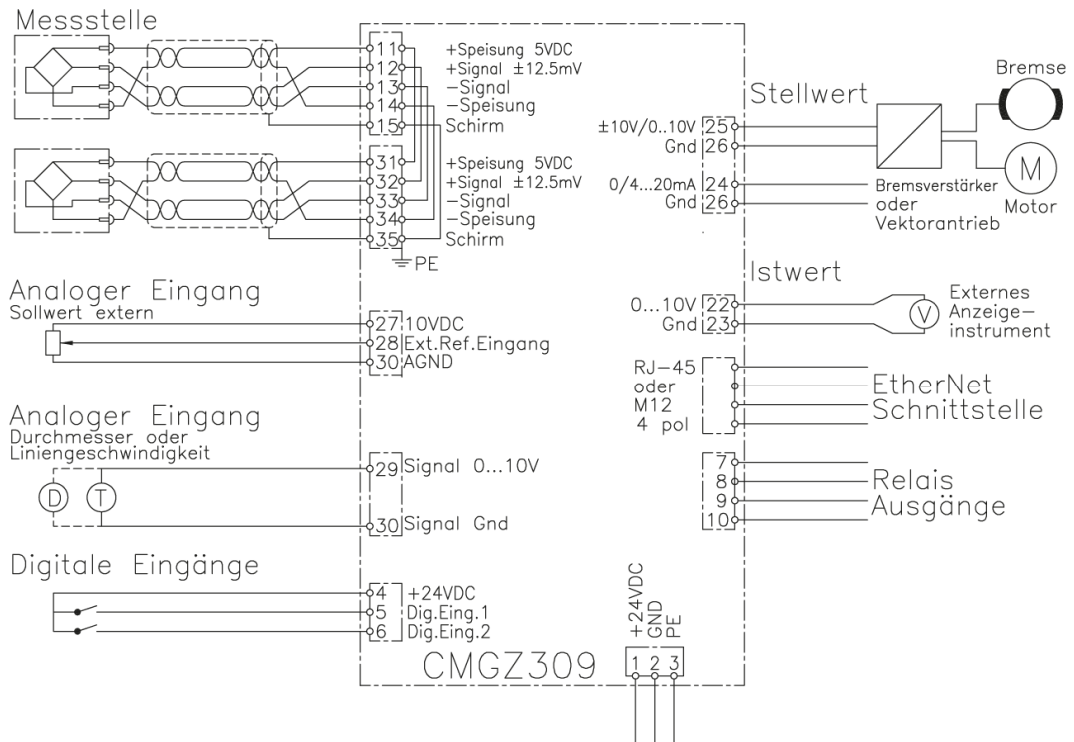 Messstelle
11 +Speisung 5VDC
12 +Signal ±12.5mV
13 −Signal
14 −Speisung
15 Schirm
31 +Speisung 5VDC
32 +Signal ±12.5mV
33 −Signal
34 −Speisung
35 Schirm
PE
Analoger Eingang
Sollwert extern
27 10VDC
28 Ext.Ref.Eingang
30 AGND
Analoger Eingang
Durchmesser oder
Liniengeschwindigkeit
D T
29 Signal 0...10V
30 Signal Gnd
Digitale Eingänge
4 +24VDC
5 Dig.Eing.1
6 Dig.Eing.2
CMGZ309
+24VDC
GND
PE
1 2 3
Stellwert
±10V/0..10V 25
Gnd 26
0/4...20mA 24
Gnd 26
Bremse
M
Motor
Bremsverstärker
oder
Vektorantrieb
Istwert
0...10V 22
Gnd 23
V
Externes
Anzeige−
instrument
RJ−45
oder
M12
4 pol
EtherNet
Schnittstelle
7
8
9
10
Relais
Ausgänge